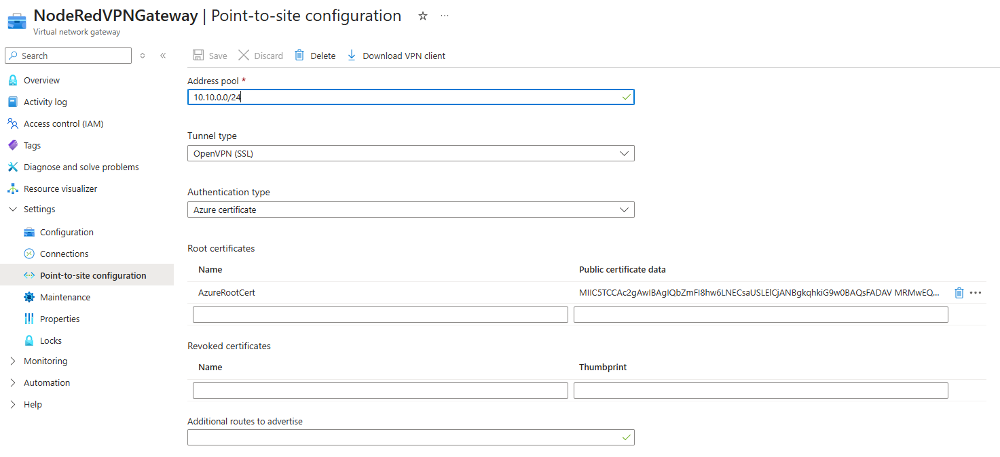 NodeRedVPNGateway | Point-to-site configuration
Virtual network gateway
Search
Save
Discard
Delete
Download VPN client
Overview
Activity log
Access control (IAM)
Tags
Diagnose and solve problems
Resource visualizer
Settings
Configuration
Connections
Point-to-site configuration
Maintenance
Properties
Locks
Monitoring
Automation
Help
Address pool *
10.10.0.0/24
Tunnel type
OpenVPN (SSL)
Authentication type
Azure certificate
Root certificates
Name Public certificate data
AzureRootCert MIIC5TCCAc2gAwIBAgIQbZmFI8hw6LNECsaUSLElCjANBgkqhkiG9w0BAQsFADAV MRMwEQ...
Revoked certificates
Name Thumbprint
Additional routes to advertise